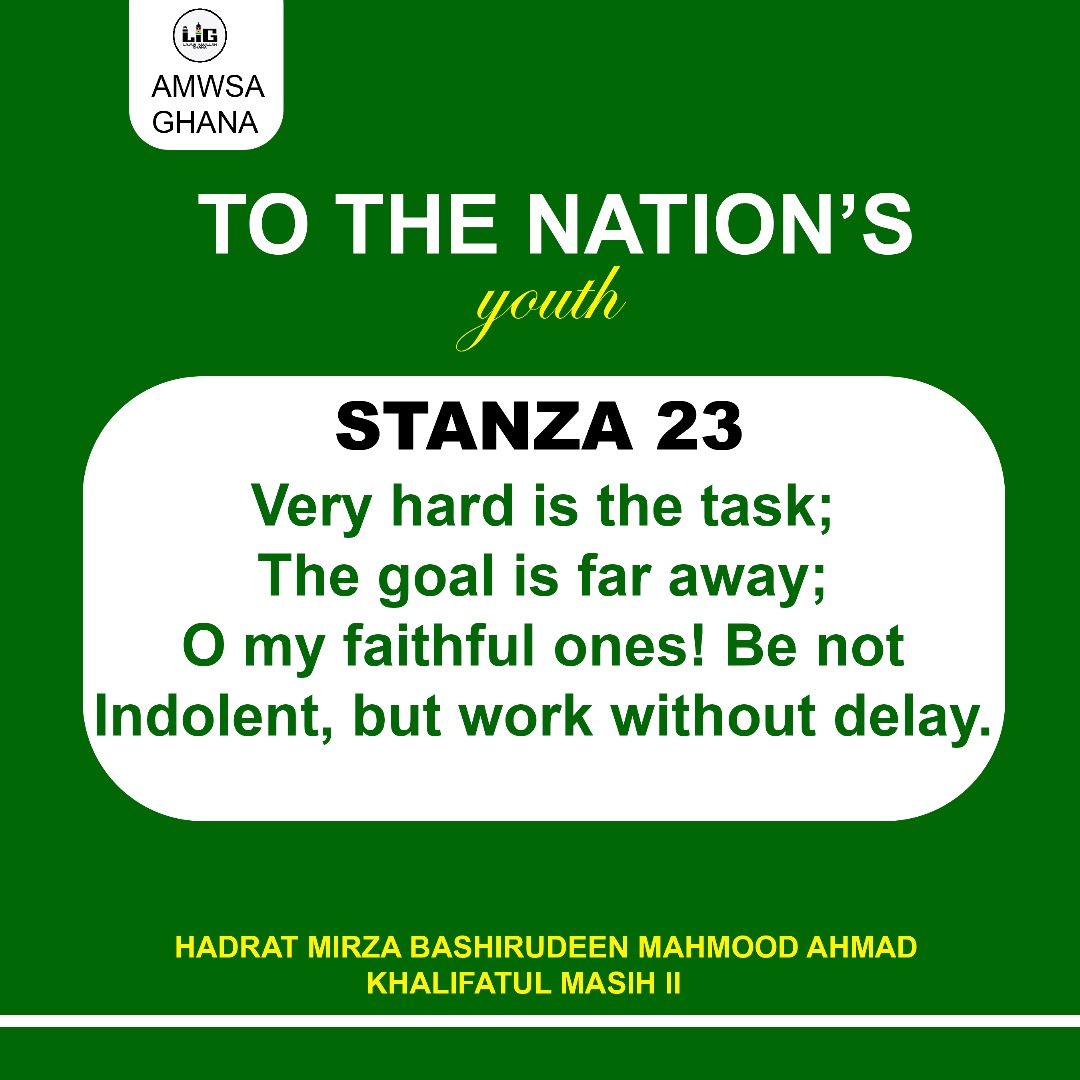 LiG
AMWSA
GHANA
TO THE NATION’S
youth
STANZA 23
Very hard is the task;
The goal is far away;
O my faithful ones! Be not
Indolent, but work without delay.
HADRAT MIRZA BASHIRUDEEN MAHMOOD AHMAD
KHALIFATUL MASIH II